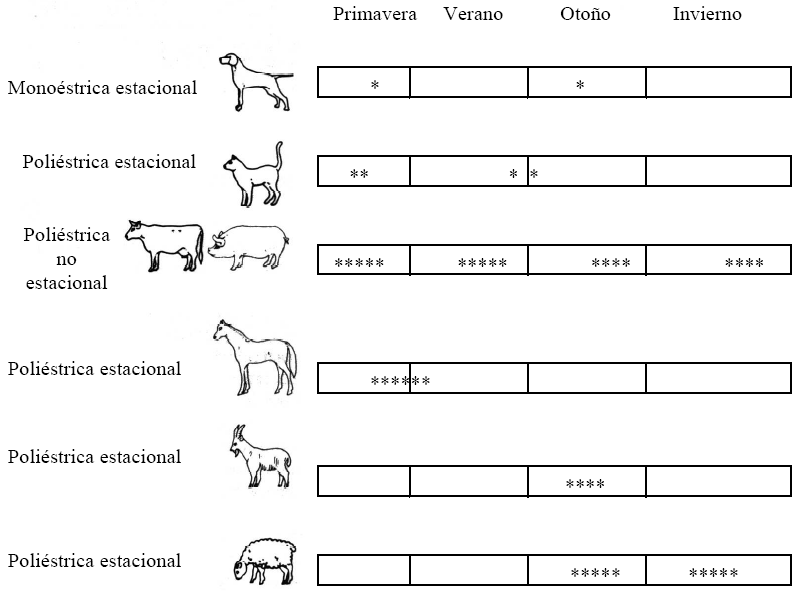 Primavera Verano Otoño Invierno
Monoéstrica estacional * *
Poliéstrica estacional ** * *
Poliéstrica
no
estacional ***** ***** **** ****
Poliéstrica estacional ******
Poliéstrica estacional ****
Poliéstrica estacional ***** *****